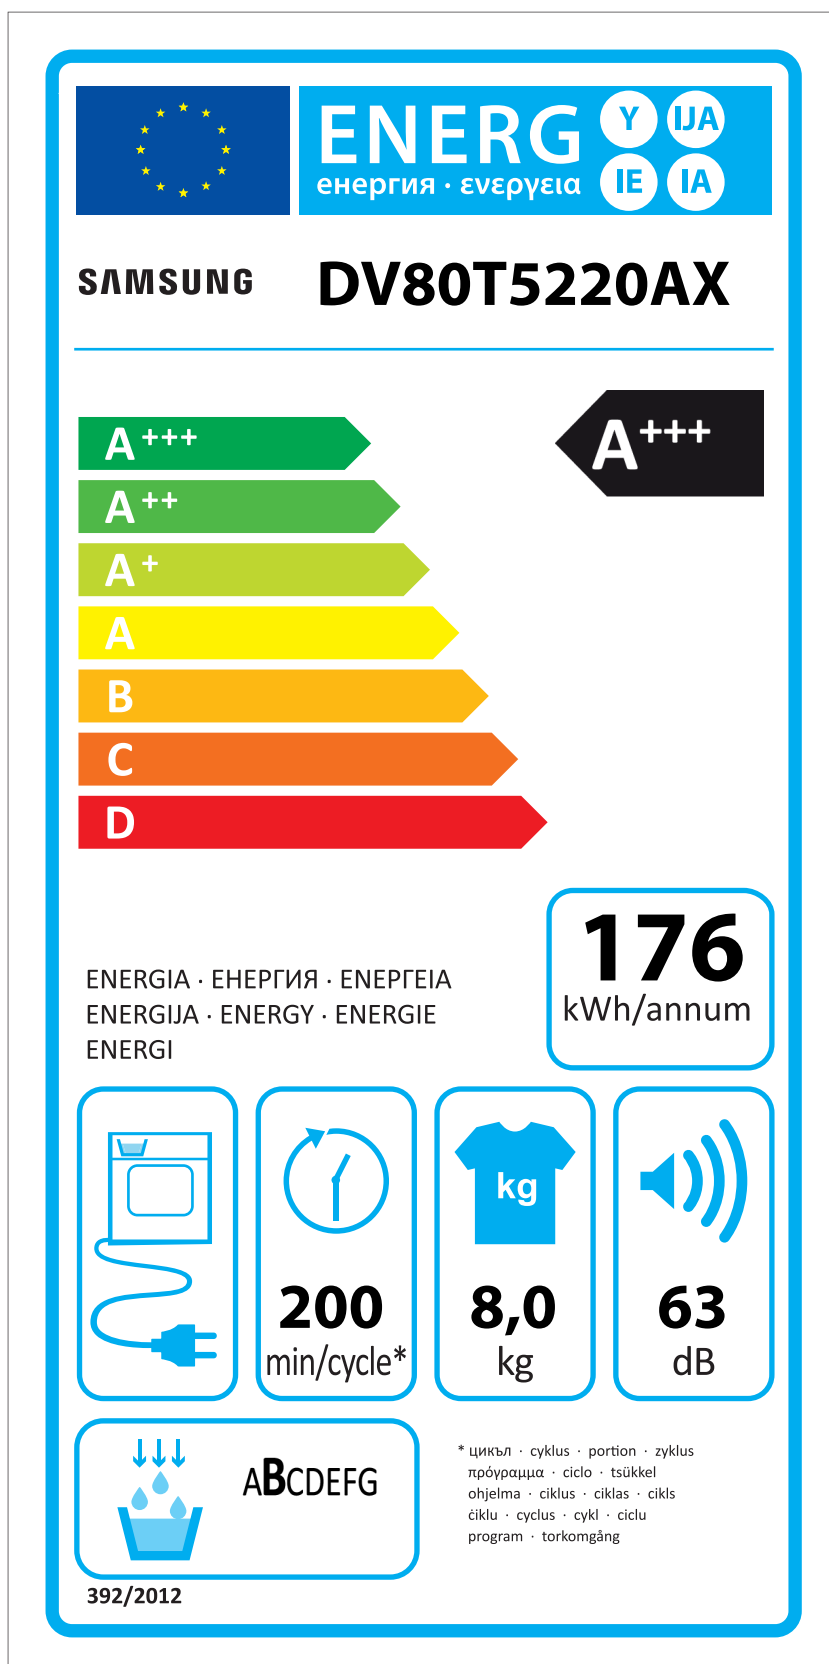 ENERG Y IJA
енергия · ενεργεια IE IA
SAMSUNG DV80T5220AX
A+++
A+++
A++
A+
A
B
C
D
176
kWh/annum
ENERGIA · ЕНЕРГИЯ · ΕΝΕΡΓΕΙΑ
ENERGIJA · ENERGY · ENERGIE
ENERGI
kg
200
min/cycle*
8,0
kg
63
dB
ABCDEFG
* цикъл · cyklus · portion · zyklus
πρόγραμμα · ciclo · tsükkel
ohjelma · ciklus · ciklas · cikls
ċiklu · cyclus · cykl · ciclu
program · torkomgång
392/2012